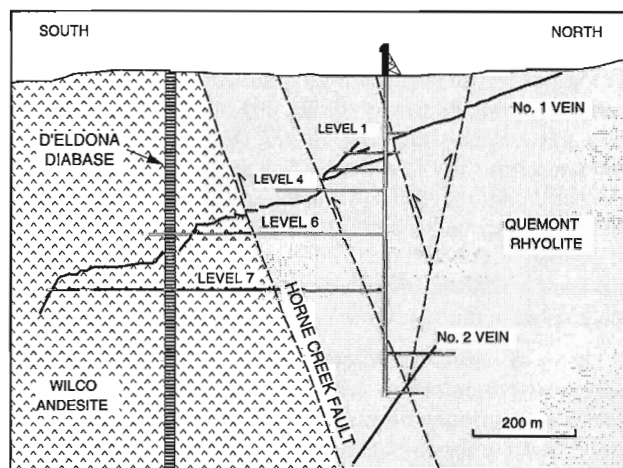 SOUTH
NORTH
No. 1 VEIN
LEVEL 1
D'ELDONA
DIABASE
LEVEL 4
LEVEL 6
QUEMONT
RHYOLITE
LEVEL 7
HORNE CREEK FAULT
No. 2 VEIN
WILCO
ANDESITE
200 m